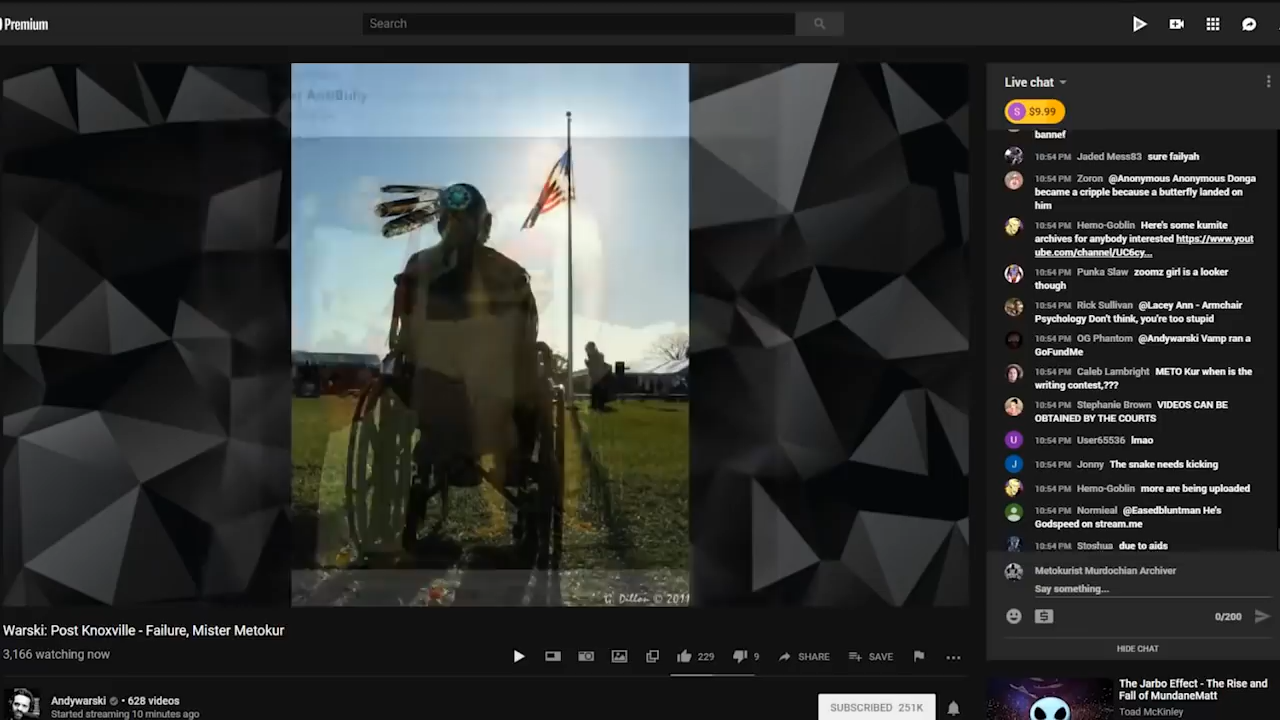 Premium
Search
Live chat
S $9.99
AntiBully
bannef
10:54 PM Jaded Mess83 sure failyah
10:54 PM Zoron @Anonymous Anonymous Donga
became a cripple because a butterfly landed on
him
10:54 PM Hemo-Goblin Here's some kumite
archives for anybody interested https://www.yout
ube.com/channel/UC6cy...
10:54 PM Punka Slaw zoomz girl is a looker
though
10:54 PM Rick Sullivan @Lacey Ann - Armchair
Psychology Don't think, you're too stupid
10:54 PM OG Phantom @Andywarski Vamp ran a
GoFundMe
10:54 PM Caleb Lambright METO Kur when is the
writing contest,???
10:54 PM Stephanie Brown VIDEOS CAN BE
OBTAINED BY THE COURTS
U 10:54 PM User65536 lmao
J 10:54 PM Jonny The snake needs kicking
10:54 PM Hemo-Goblin more are being uploaded
10:54 PM Normieal @Easedbluntman He's
Godspeed on stream.me
10:54 PM Stoshua due to aids
Metokurist Murdochian Archiver
Say something...
0/200
HIDE CHAT
Dillon © 2011
Warski: Post Knoxville - Failure, Mister Metokur
3,166 watching now
229
9
SHARE
SAVE
Andywarski • 628 videos
Started streaming 10 minutes ago
SUBSCRIBED 251K
The Jarbo Effect - The Rise and
Fall of MundaneMatt
Toad McKinley